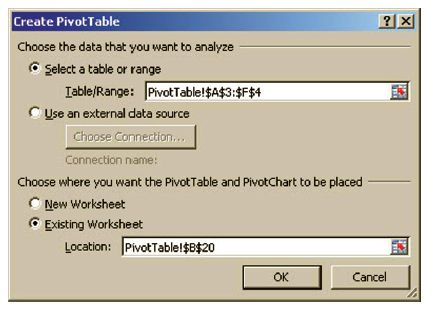 Create PivotTable
Choose the data that you want to analyze
Select a table or range
Table/Range: PivotTable!$A$3:$F$4
Use an external data source
Choose Connection...
Connection name:
Choose where you want the PivotTable and PivotChart to be placed
New Worksheet
Existing Worksheet
Location: PivotTable!$B$20
OK Cancel